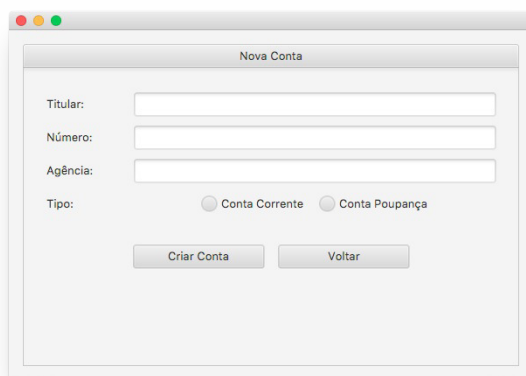 Nova Conta
Titular:
Número:
Agência:
Tipo: Conta Corrente Conta Poupança
Criar Conta Voltar